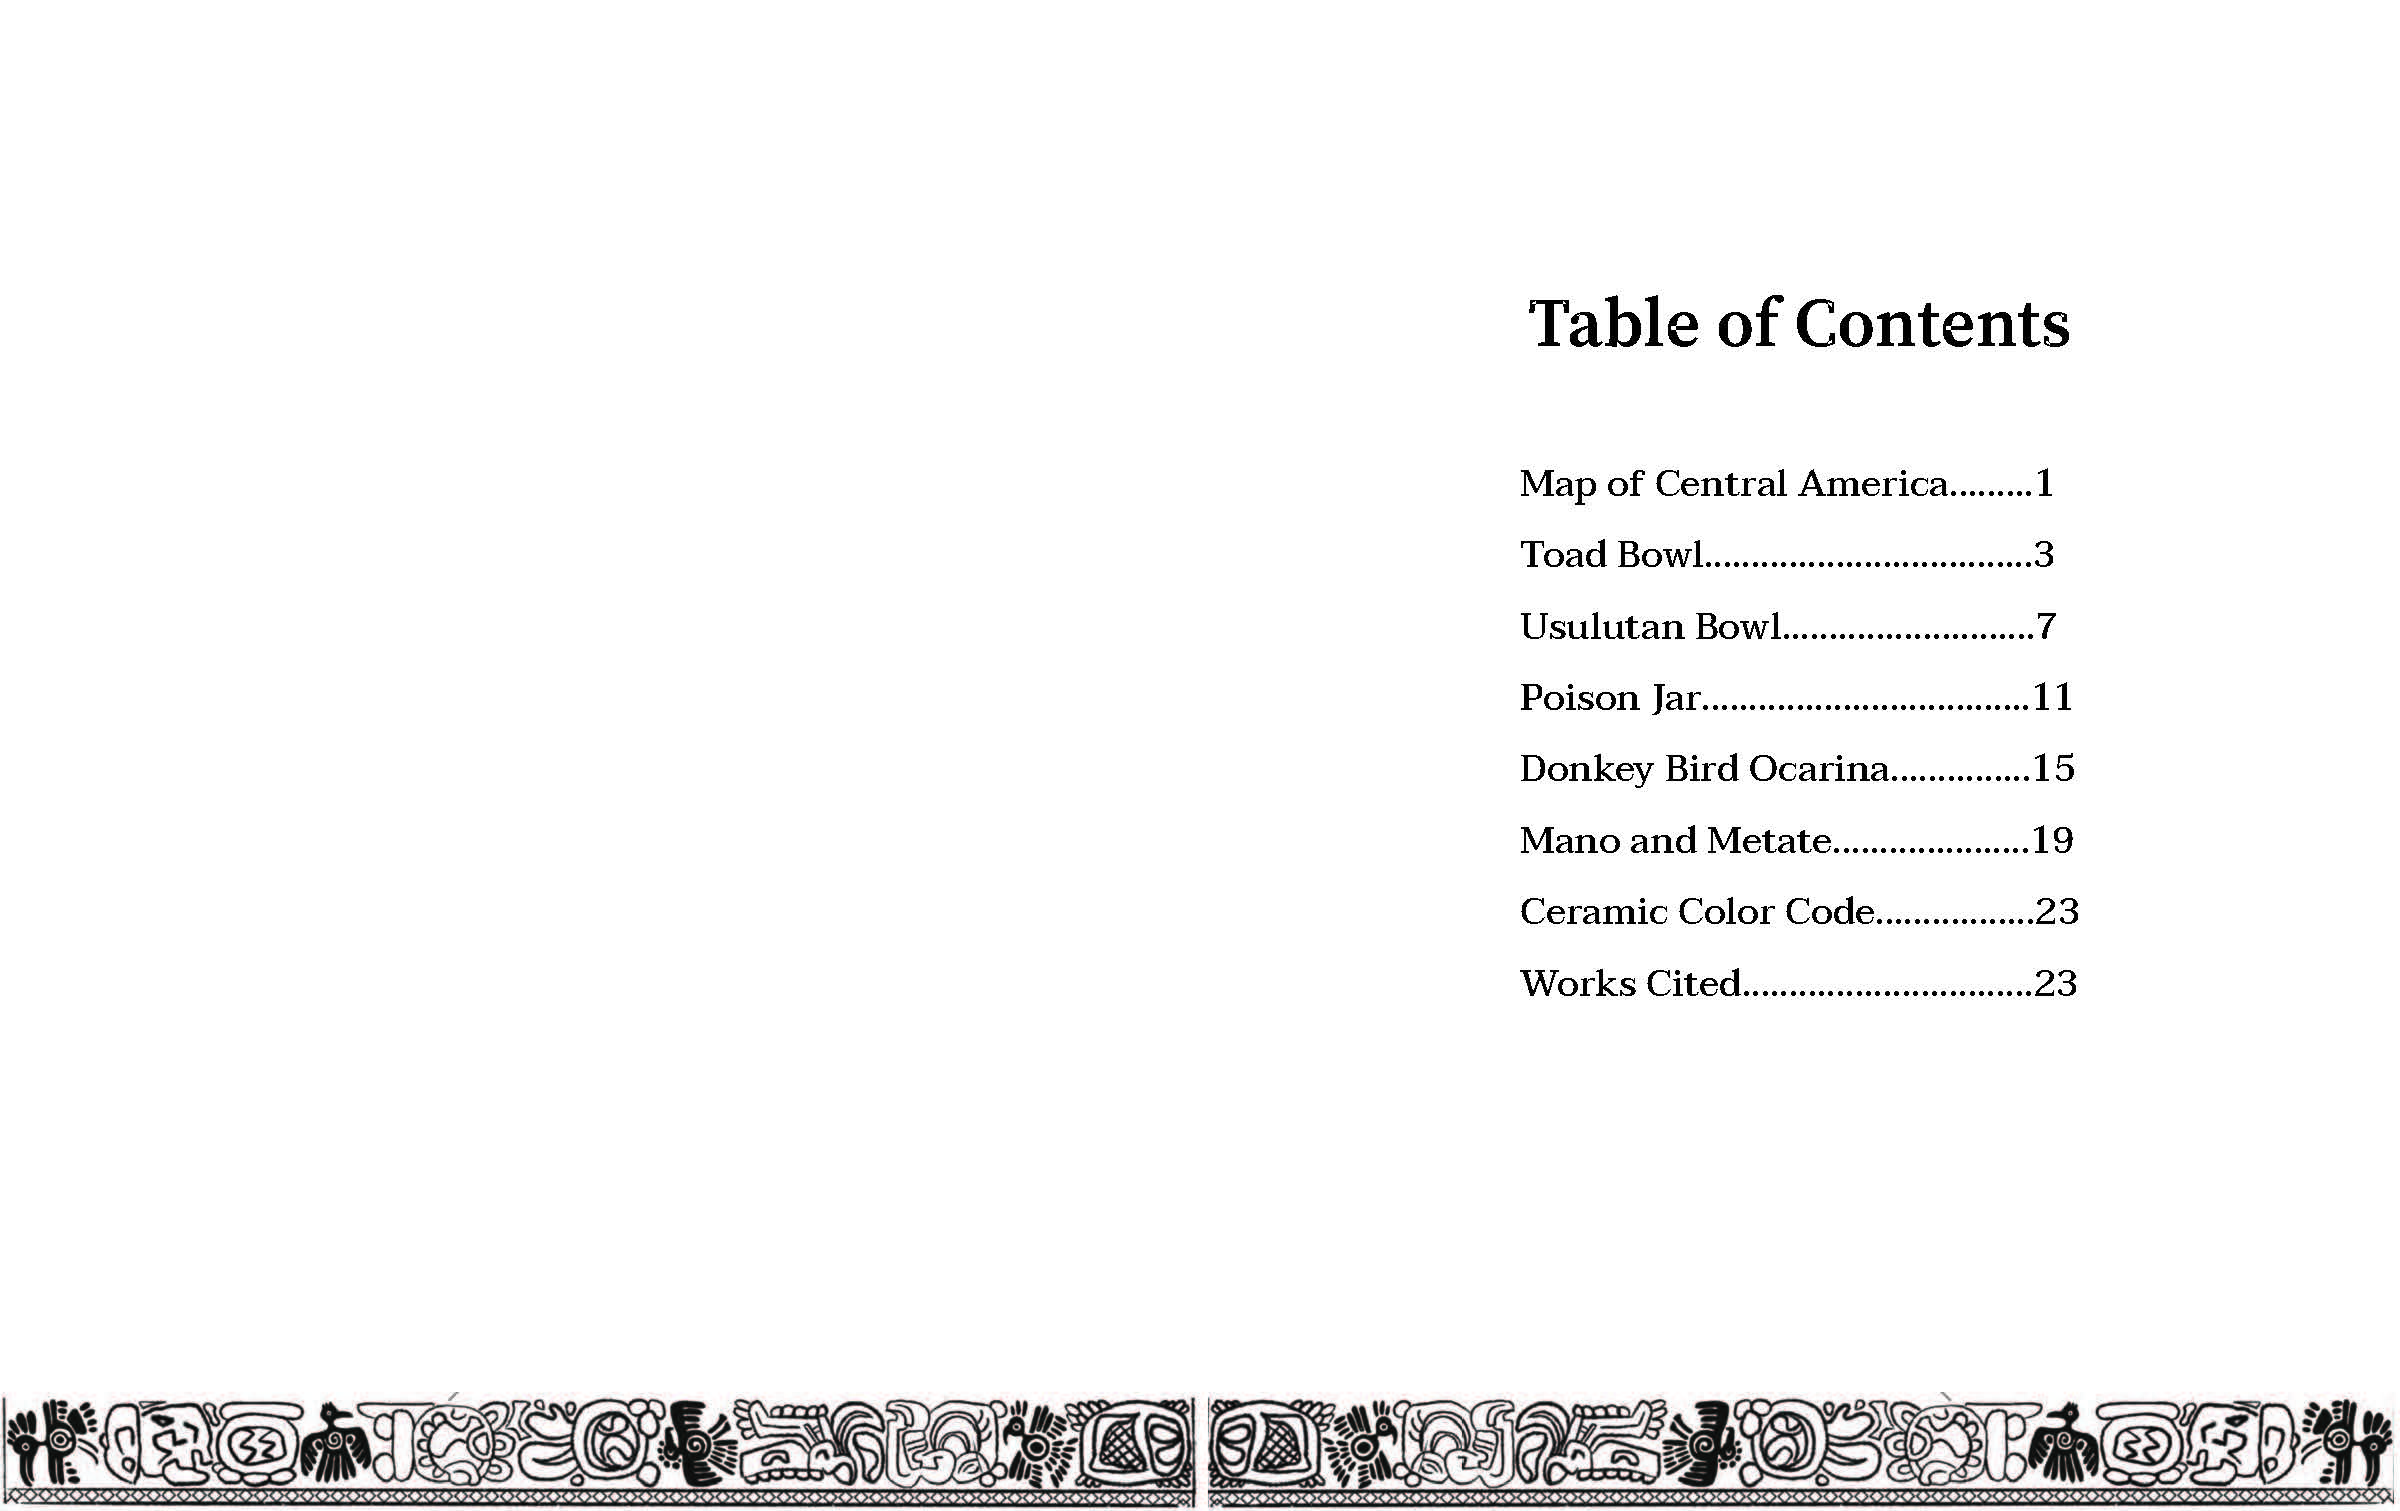 Table of Contents
Map of Central America.........1
Toad Bowl...................................3
Usulutan Bowl...........................7
Poison Jar...................................11
Donkey Bird Ocarina...............15
Mano and Metate.....................19
Ceramic Color Code.................23
Works Cited...............................23